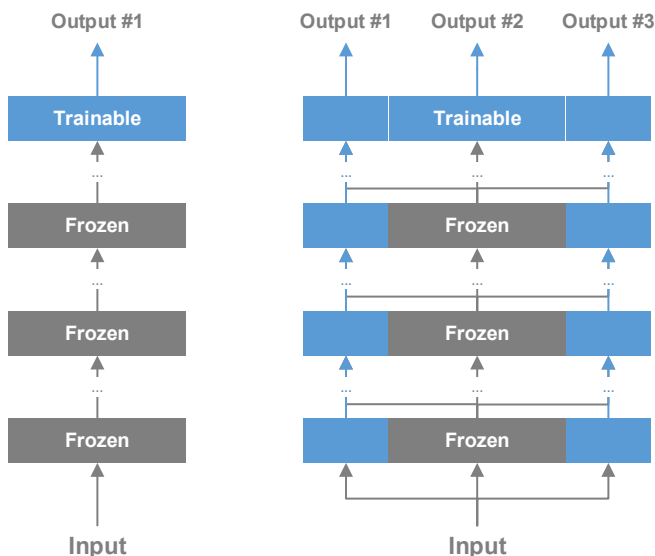 Output #1
Output #1 Output #2 Output #3
Trainable
Trainable
...
... ... ...
Frozen
Frozen
...
... ... ...
Frozen
Frozen
...
... ... ...
Frozen
Frozen
Input
Input